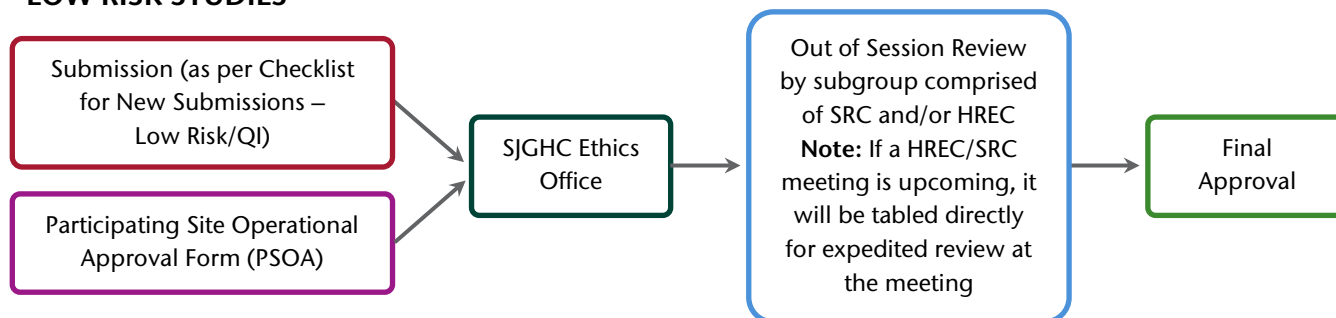 LOW RISK STUDIES
Submission (as per Checklist
for New Submissions –
Low Risk/QI)
Participating Site Operational
Approval Form (PSOA)
SJGHC Ethics
Office
Out of Session Review
by subgroup comprised
of SRC and/or HREC
Note: If a HREC/SRC
meeting is upcoming, it
will be tabled directly
for expedited review at
the meeting
Final
Approval